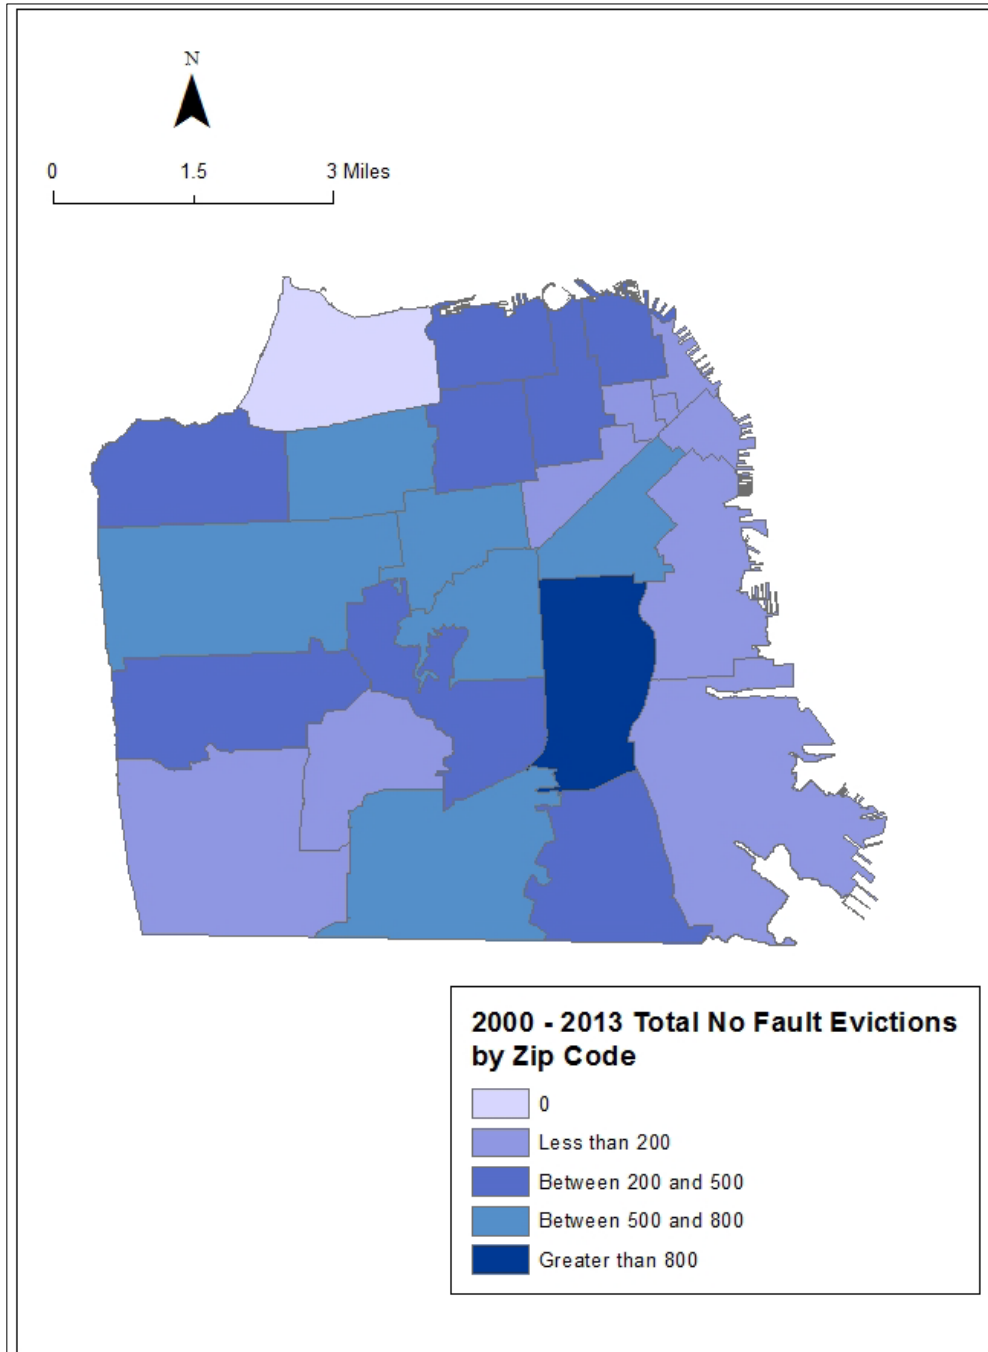 N
0 1.5 3 Miles
2000 - 2013 Total No Fault Evictions
by Zip Code
0
Less than 200
Between 200 and 500
Between 500 and 800
Greater than 800